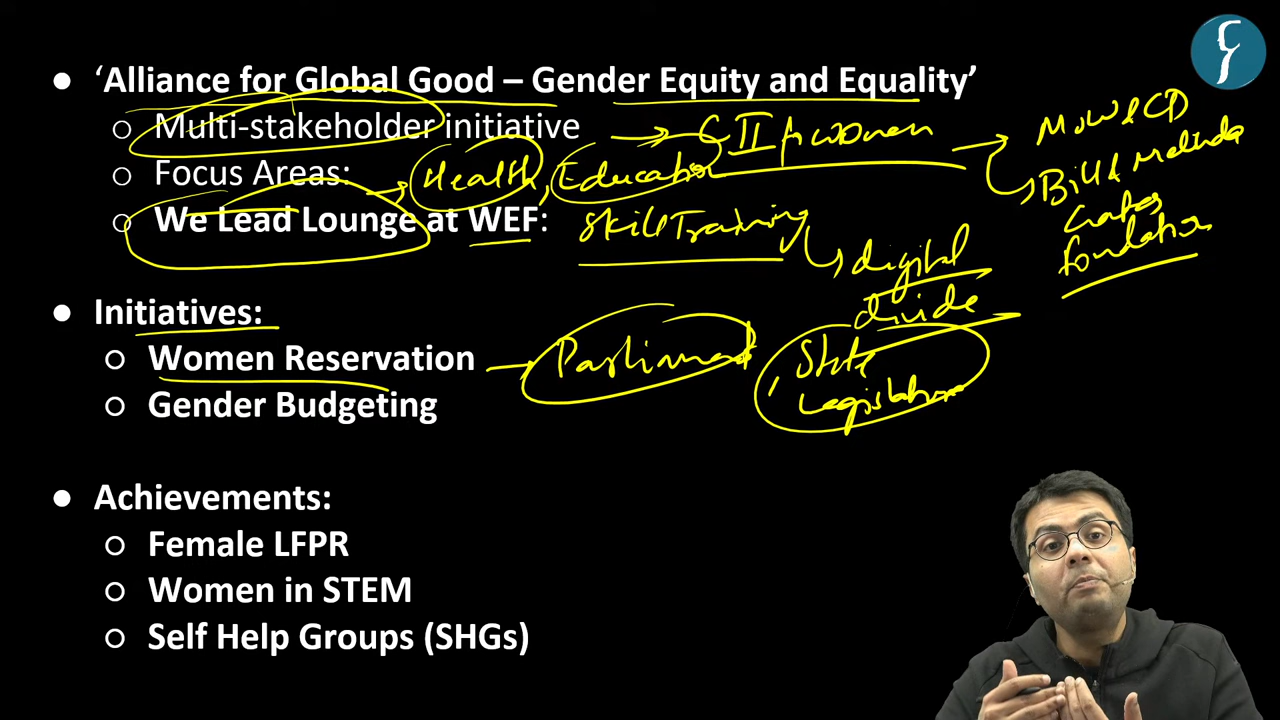 ● ‘Alliance for Global Good – Gender Equity and Equality’
○ Multi-stakeholder initiative → CII for women → MoW&CD
Bill & Melinda
Gates
foundation
○ Focus Areas: → Health, Education
○ We Lead Lounge at WEF: Skill Training
digital
divide
● Initiatives:
○ Women Reservation → Parliament, State
Legislature
○ Gender Budgeting
● Achievements:
○ Female LFPR
○ Women in STEM
○ Self Help Groups (SHGs)